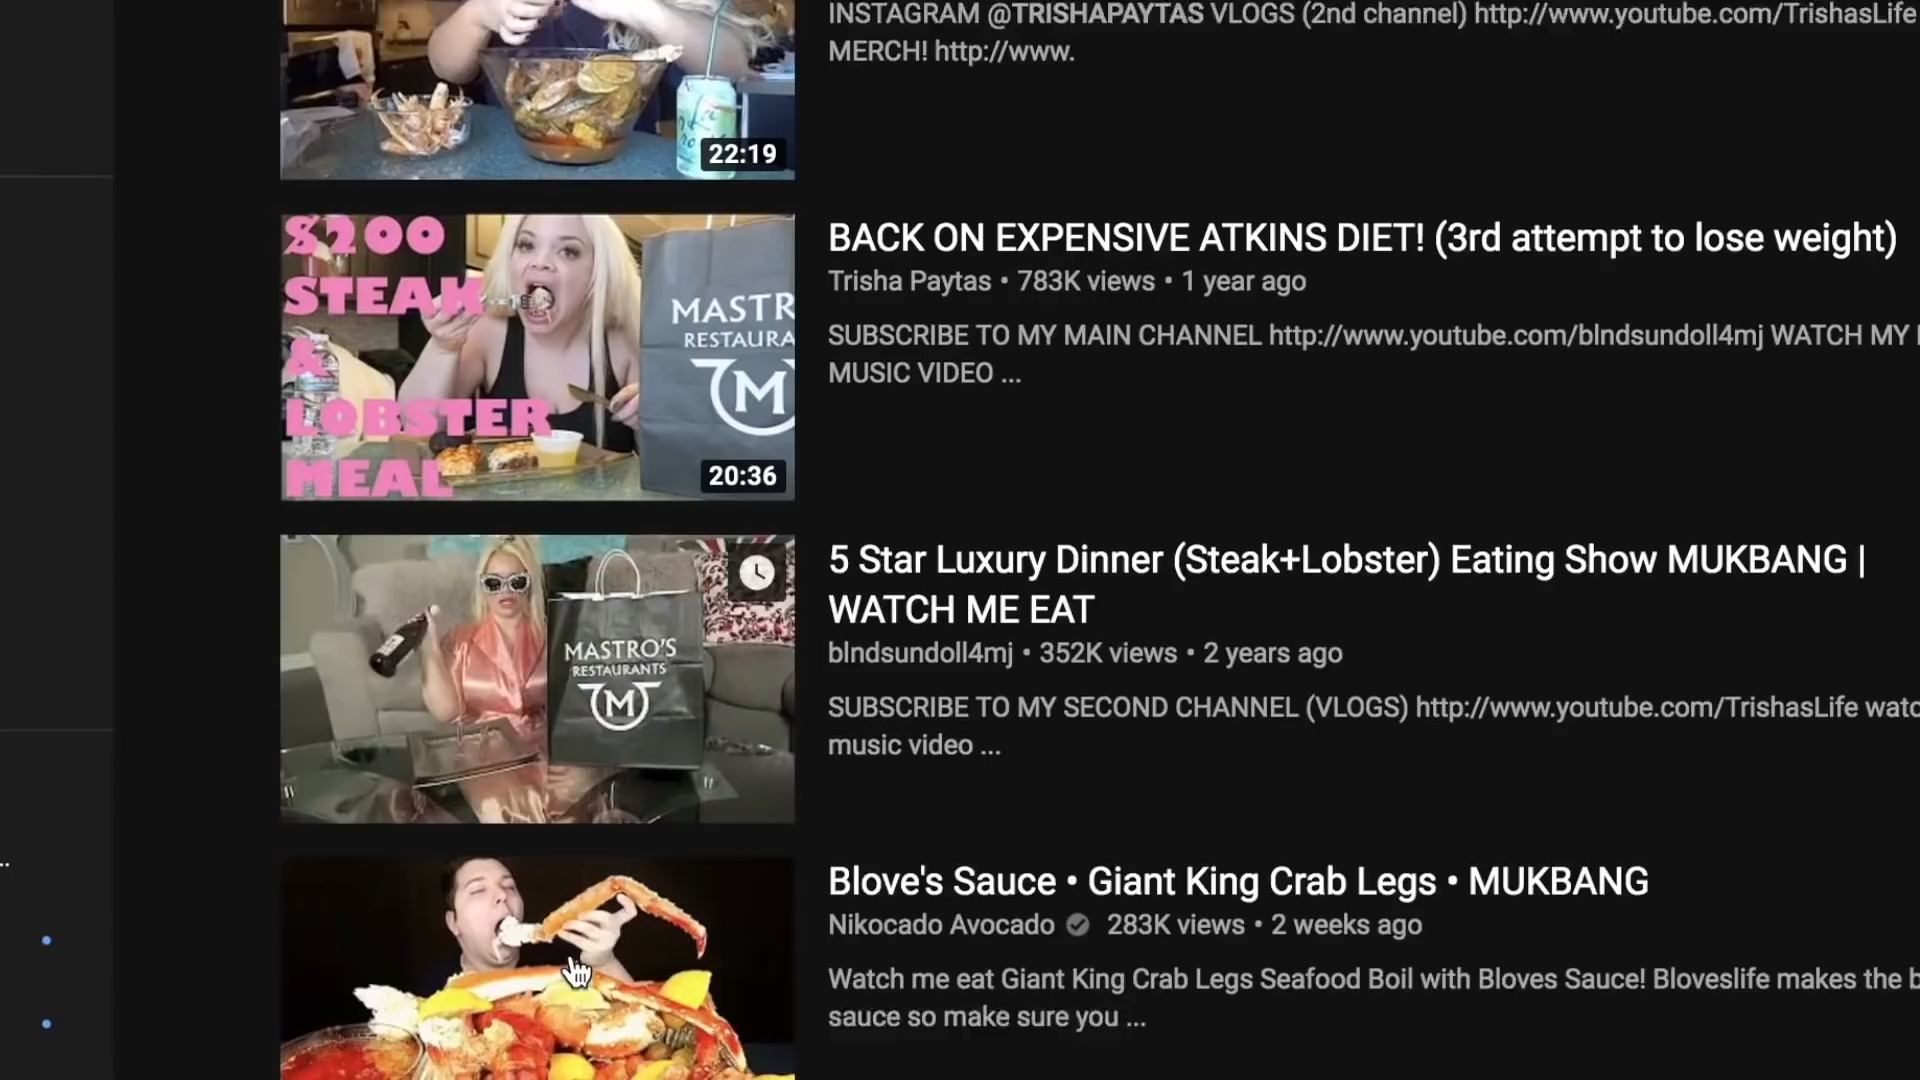 INSTAGRAM @TRISHAPAYTAS VLOGS (2nd channel) http://www.youtube.com/TrishasLife
MERCH! http://www.
22:19
$200
STEAK
&
LOBSTER
MEAL
MASTR
RESTAURA
M
20:36
BACK ON EXPENSIVE ATKINS DIET! (3rd attempt to lose weight)
Trisha Paytas • 783K views • 1 year ago
SUBSCRIBE TO MY MAIN CHANNEL http://www.youtube.com/blndsundoll4mj WATCH MY
MUSIC VIDEO ...
MASTRO'S
RESTAURANTS
M
5 Star Luxury Dinner (Steak+Lobster) Eating Show MUKBANG |
WATCH ME EAT
blndsundoll4mj • 352K views • 2 years ago
SUBSCRIBE TO MY SECOND CHANNEL (VLOGS) http://www.youtube.com/TrishasLife watc
music video ...
Blove's Sauce • Giant King Crab Legs • MUKBANG
Nikocado Avocado 283K views • 2 weeks ago
Watch me eat Giant King Crab Legs Seafood Boil with Bloves Sauce! Bloveslife makes the b
sauce so make sure you ...